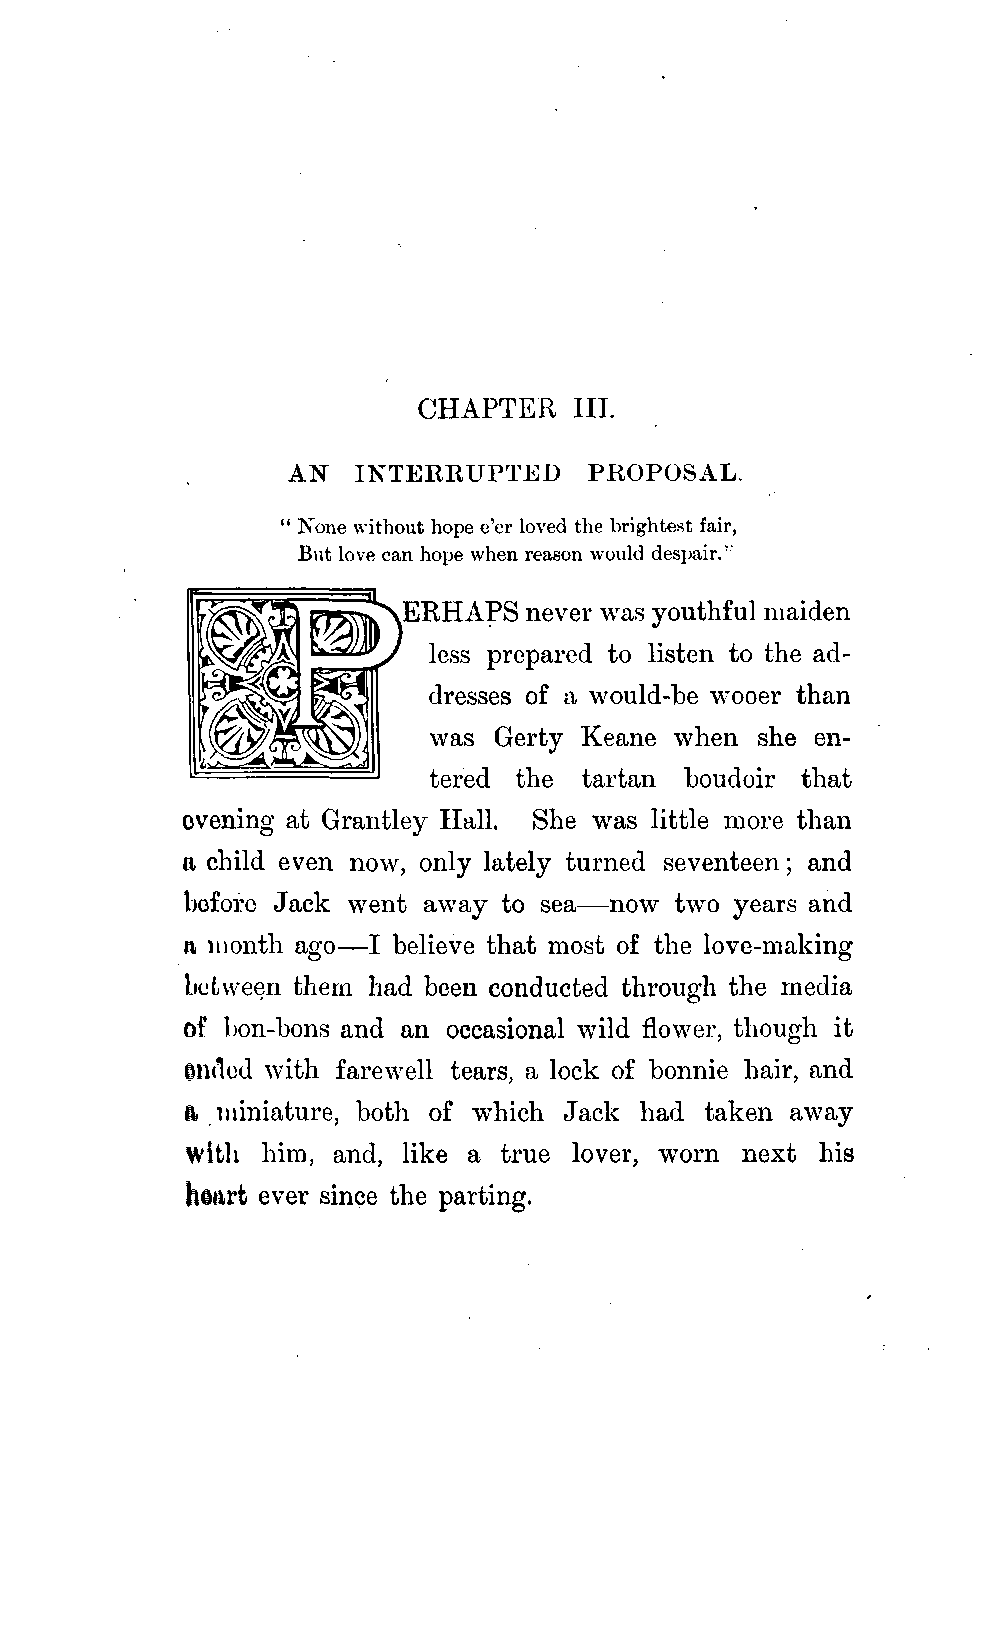 CHAPTER III.
AN INTERRUPTED PROPOSAL.
“ None without hope e’er loved the brightest fair,
But love can hope when reason would despair.”
PERHAPS never was youthful maiden
less prepared to listen to the ad-
dresses of a would-be wooer than
was Gerty Keane when she en-
tered the tartan boudoir that
evening at Grantley Hall. She was little more than
a child even now, only lately turned seventeen; and
before Jack went away to sea—now two years and
a month ago—I believe that most of the love-making
between them had been conducted through the media
of bon-bons and an occasional wild flower, though it
ended with farewell tears, a lock of bonnie hair, and
a miniature, both of which Jack had taken away
with him, and, like a true lover, worn next his
heart ever since the parting.